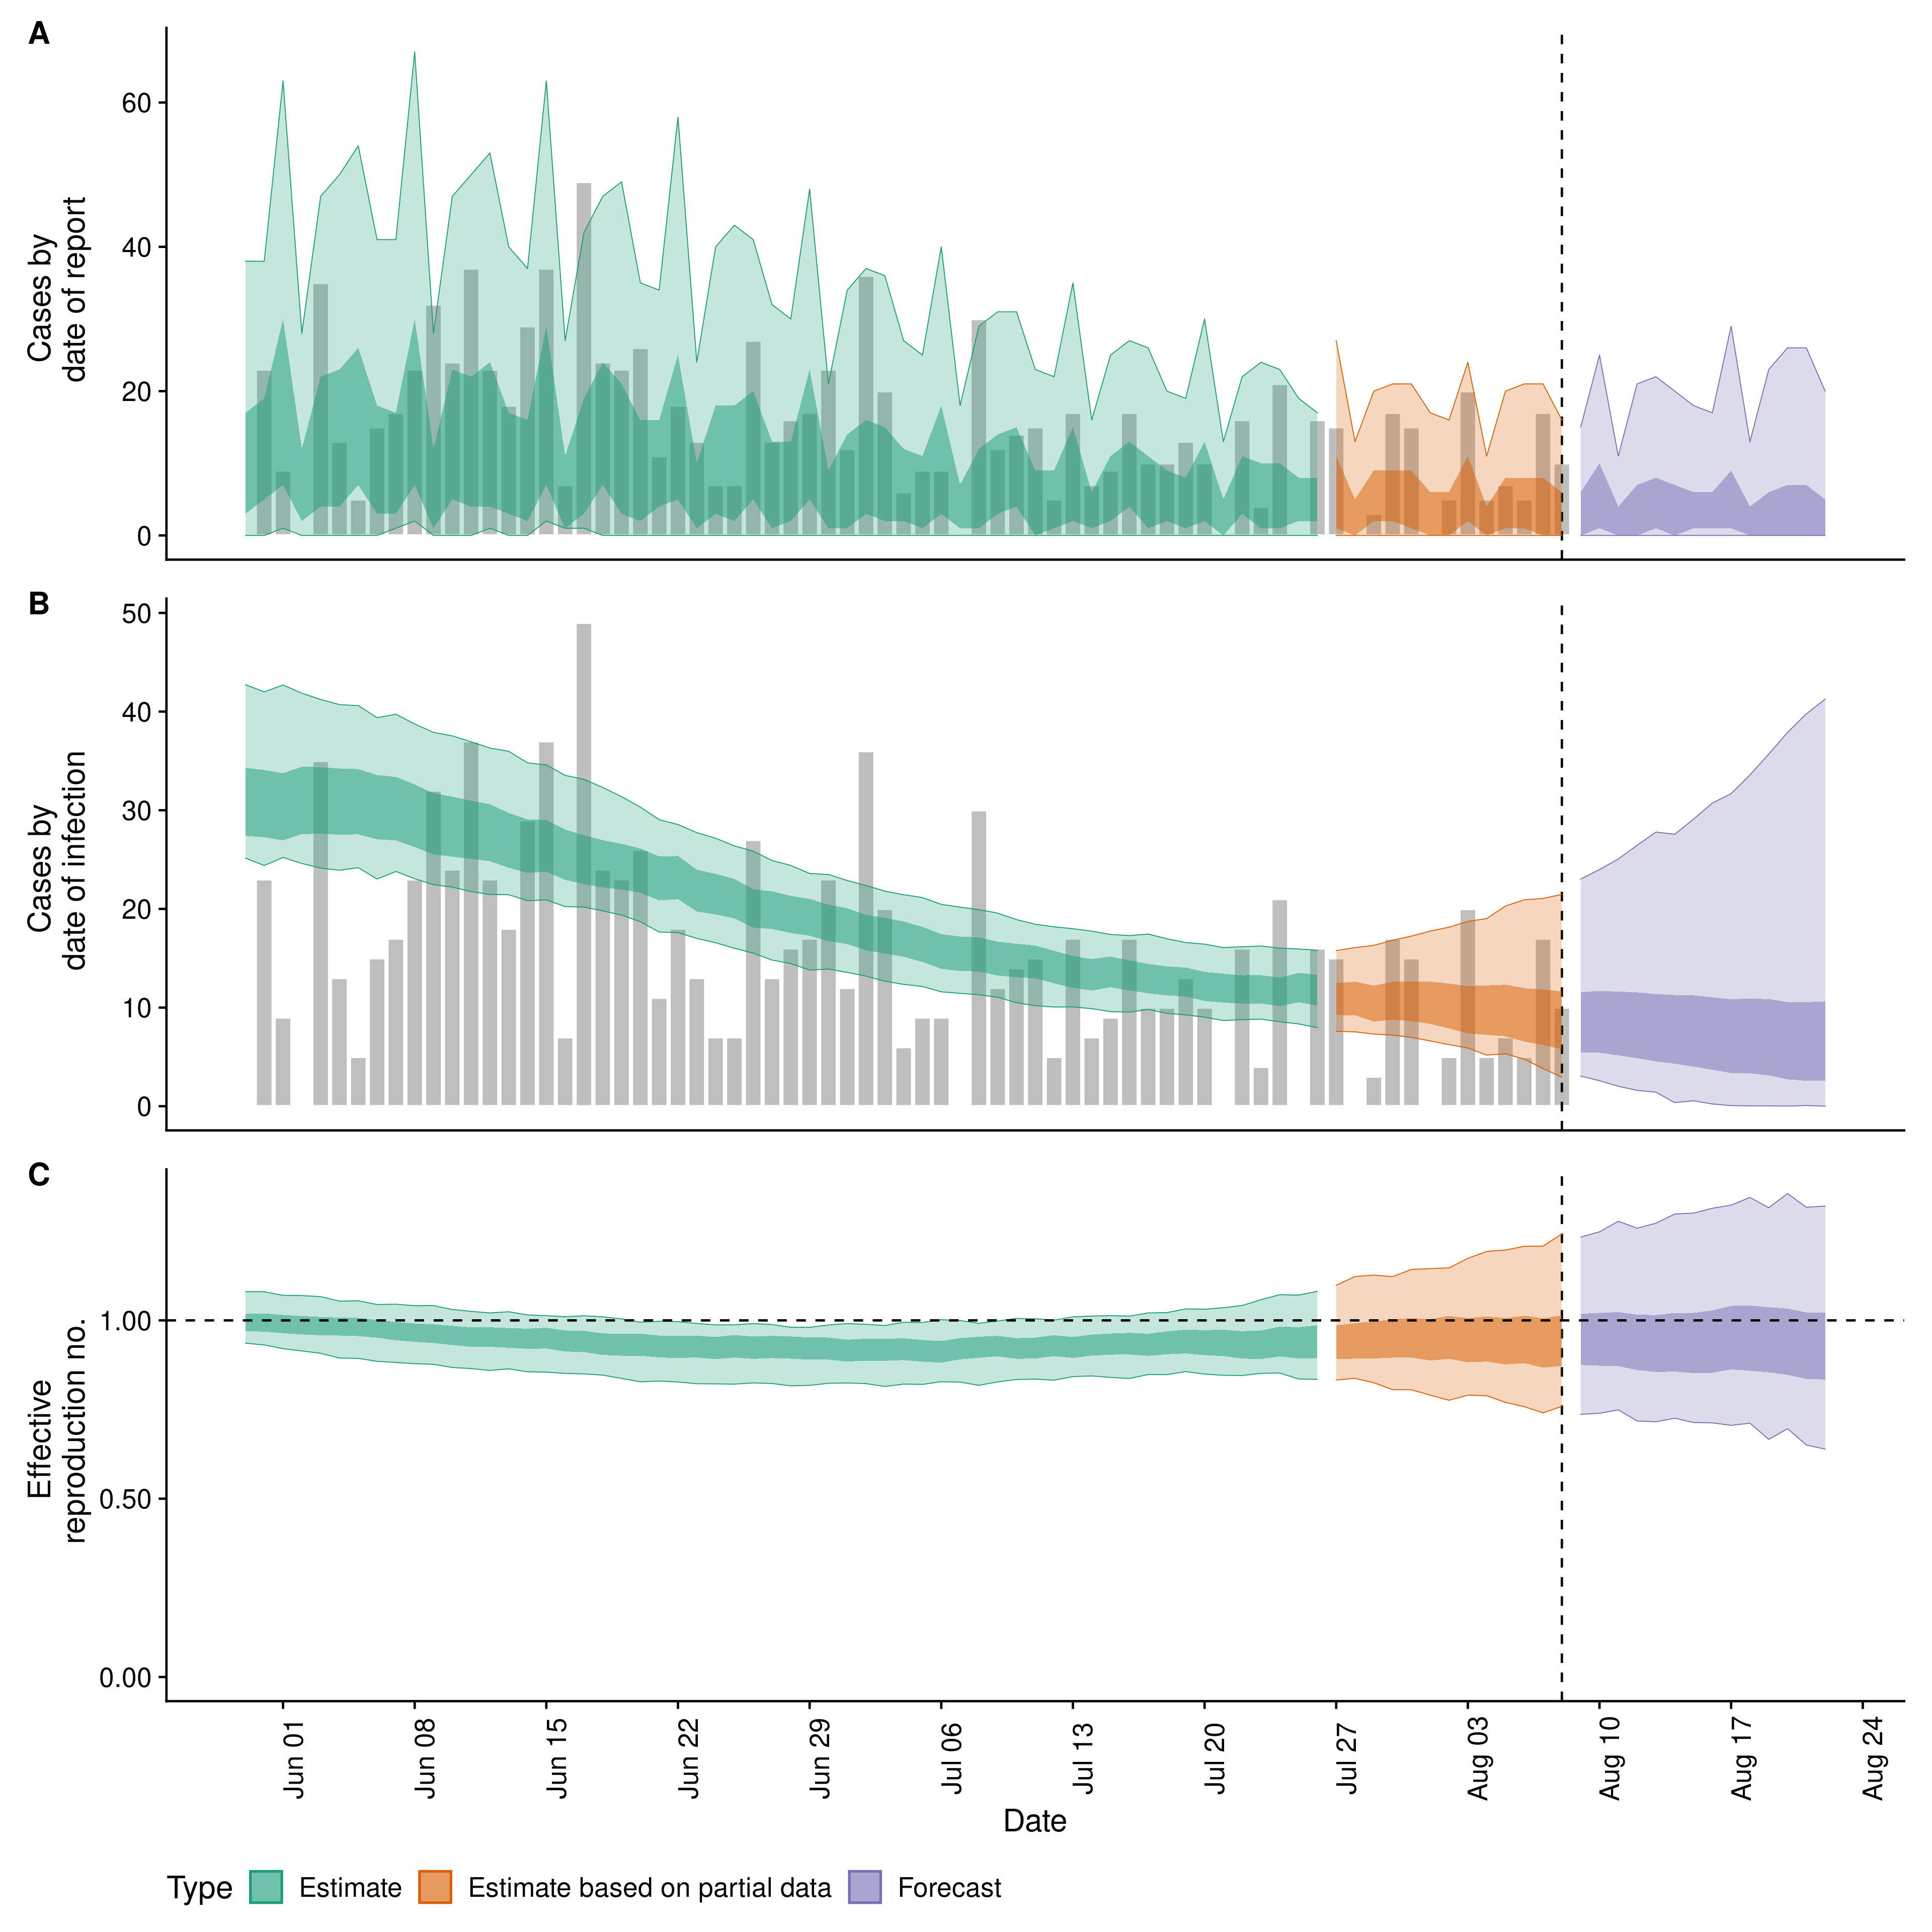 A
60
40
20
0
Cases by
date of report
B
50
40
30
20
10
0
Cases by
date of infection
C
1.00
0.50
0.00
Effective
reproduction no.
Jun 01
Jun 08
Jun 15
Jun 22
Jun 29
Jul 06
Jul 13
Jul 20
Jul 27
Aug 03
Aug 10
Aug 17
Aug 24
Date
Type Estimate Estimate based on partial data Forecast